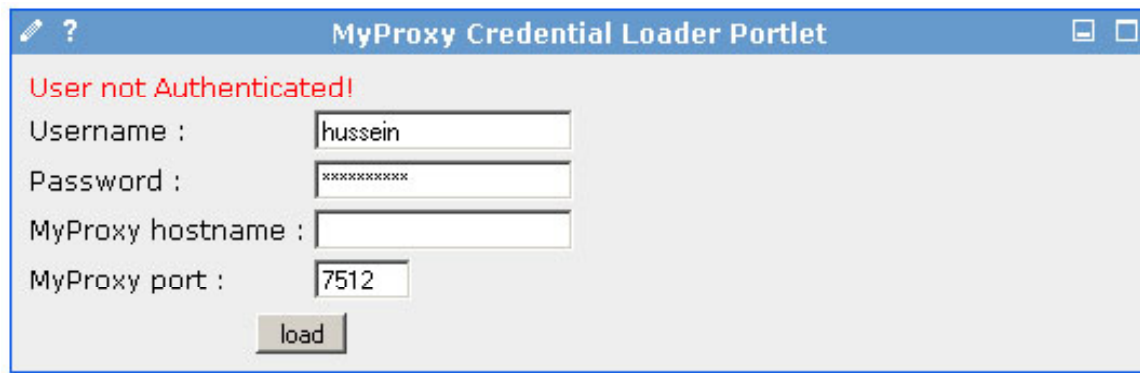 ? MyProxy Credential Loader Portlet
User not Authenticated!
Username : hussein
Password : **********
MyProxy hostname :
MyProxy port : 7512
load